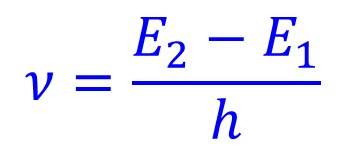 ν = (E₂ − E₁) / h